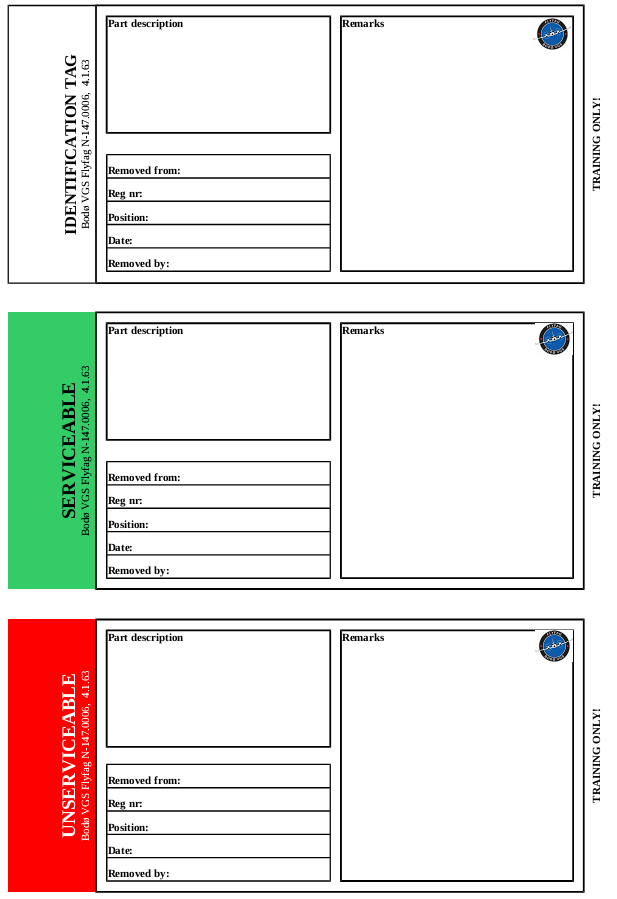 IDENTIFICATION TAG
Bodø VGS Flyfag N-147.0006, 4.1.63
Part description
Removed from:
Reg nr:
Position:
Date:
Removed by:
Remarks
TRAINING ONLY!
SERVICEABLE
Bodø VGS Flyfag N-147.0006, 4.1.63
Part description
Removed from:
Reg nr:
Position:
Date:
Removed by:
Remarks
TRAINING ONLY!
UNSERVICEABLE
Bodø VGS Flyfag N-147.0006, 4.1.63
Part description
Removed from:
Reg nr:
Position:
Date:
Removed by:
Remarks
TRAINING ONLY!